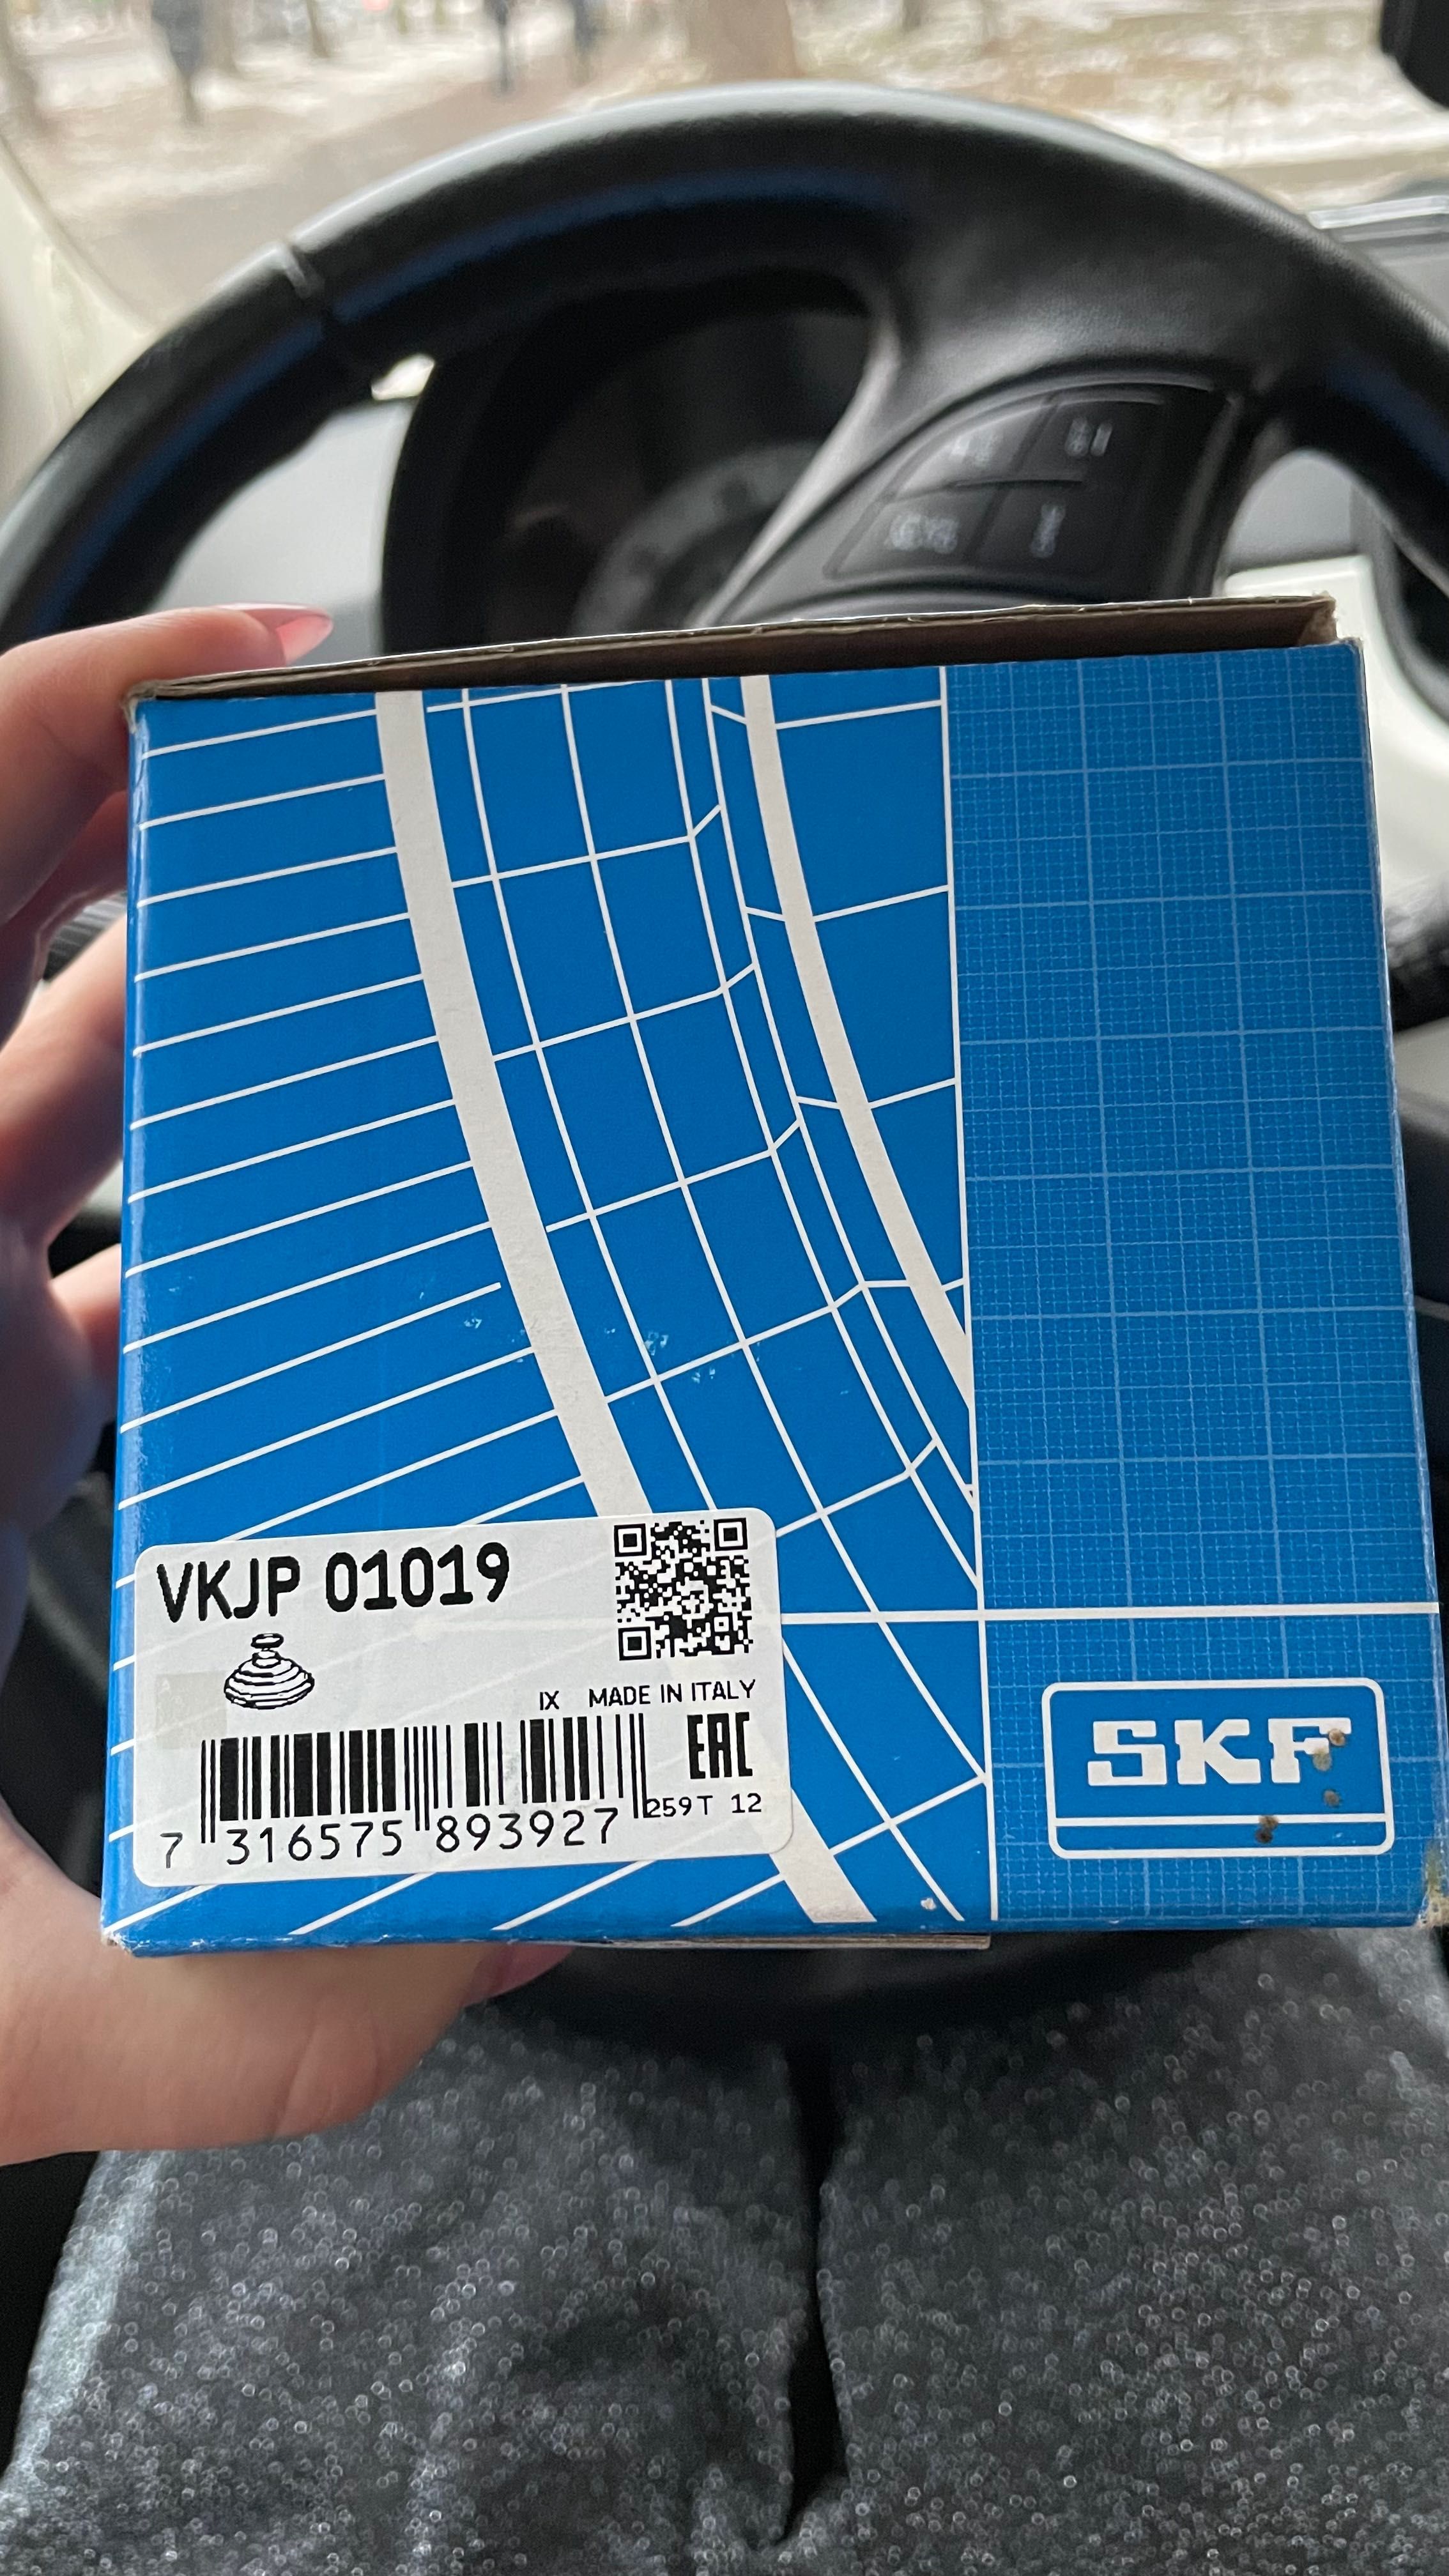 VKJP 01019
IX MADE IN ITALY
EAC
259T 12
7 316575 893927
SKF